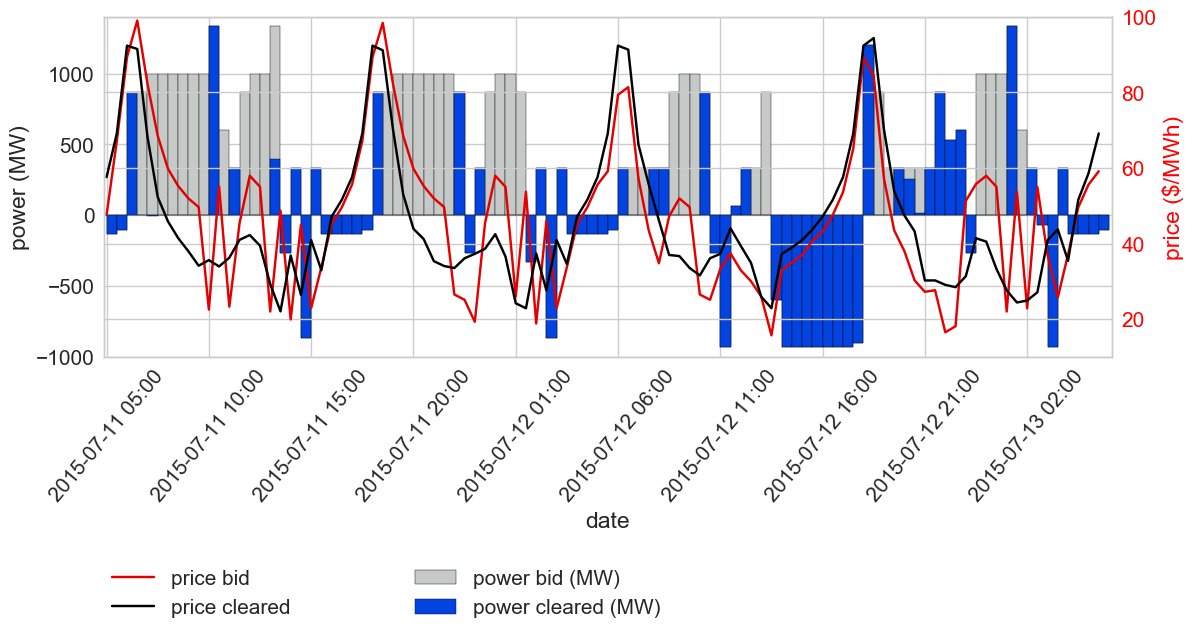 power (MW)
1000
500
0
−500
−1000
100
80
60
40
20
price ($/MWh)
2015-07-11 05:00
2015-07-11 10:00
2015-07-11 15:00
2015-07-11 20:00
2015-07-12 01:00
2015-07-12 06:00
2015-07-12 11:00
2015-07-12 16:00
2015-07-12 21:00
2015-07-13 02:00
date
price bid
price cleared
power bid (MW)
power cleared (MW)